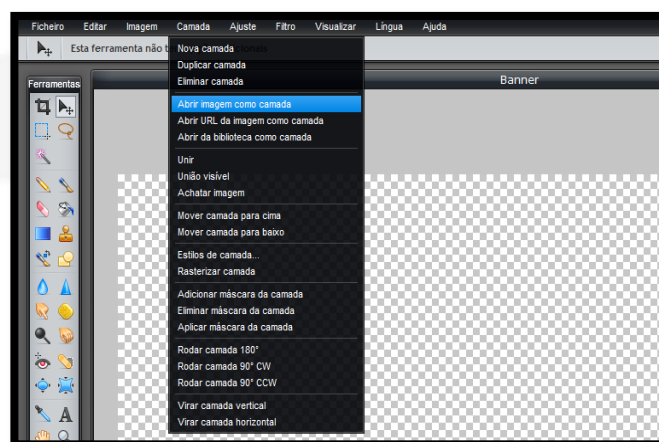 Ficheiro Editar Imagem Camada Ajuste Filtro Visualizar Língua Ajuda
Esta ferramenta não t
Nova camada
Duplicar camada
Eliminar camada
Ferramentas
Banner
Abrir imagem como camada
Abrir URL da imagem como camada
Abrir da biblioteca como camada
Unir
União visível
Achatar imagem
Mover camada para cima
Mover camada para baixo
Estilos de camada...
Rasterizar camada
Adicionar máscara da camada
Eliminar máscara da camada
Aplicar máscara da camada
Rodar camada 180°
Rodar camada 90° CW
Rodar camada 90° CCW
Virar camada vertical
Virar camada horizontal